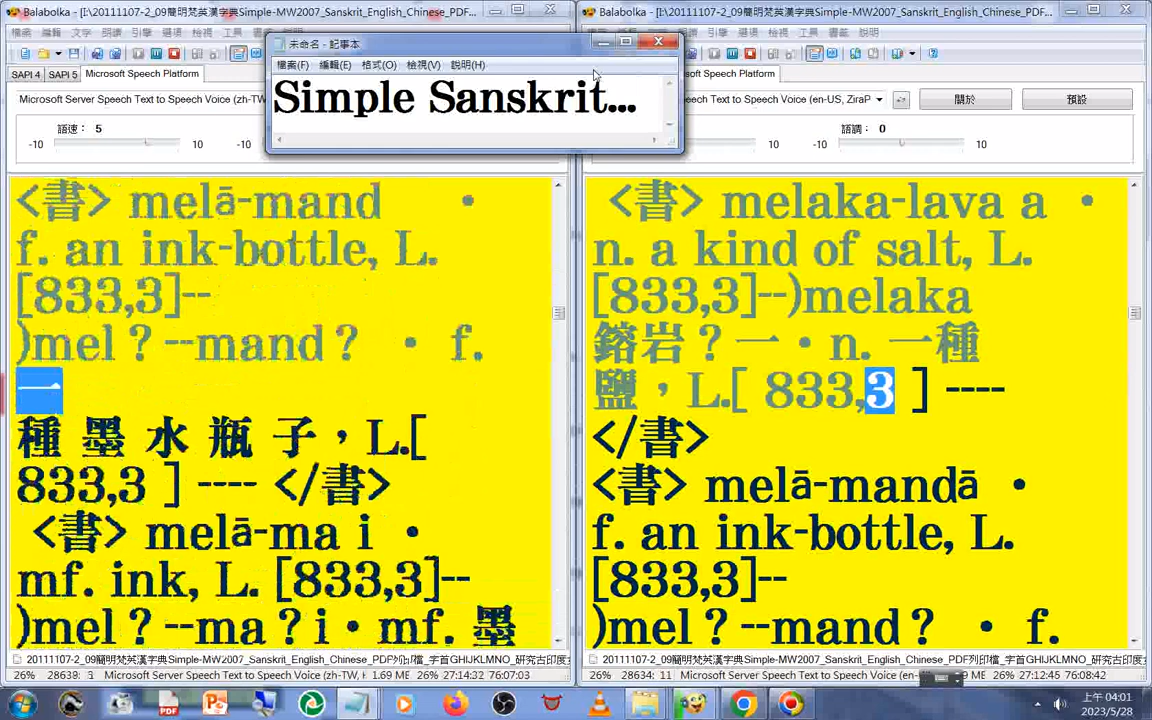 Balabolka - [I:\20111107-2_09簡明梵英漢字典Simple-MW2007_Sanskrit_English_Chinese_PDF...
Balabolka - [I:\20111107-2_09簡明梵英漢字典Simple-MW2007_Sanskrit_English_Chinese_PDF...
未命名 - 記事本
檔案(F) 編輯(E) 格式(O) 檢視(V) 說明(H)
Simple Sanskrit...
SAPI 4 SAPI 5 Microsoft Speech Platform
Speech Platform
Microsoft Server Speech Text to Speech Voice (zh-TW
Speech Text to Speech Voice (en-US, ZiraP
關於
預設
語速： 5
-10 10 -10
語調： 0
10 -10 10
<書> melā-mand •
f. an ink-bottle, L.
[833,3]--
)mel？--mand？ • f.
一
種 墨 水 瓶 子，L.[
833,3 ] ---- </書>
<書> melā-ma i •
mf. ink, L. [833,3]--
)mel？--ma？i • mf. 墨
<書> melaka-lava a •
n. a kind of salt, L.
[833,3]--)melaka
鎔岩？一• n. 一種
鹽，L.[ 833,3 ] ----
</書>
<書> melā-mandā •
f. an ink-bottle, L.
[833,3]--
)mel？--mand？ • f.
26% 28639: 1 Microsoft Server Speech Text to Speech Voice (zh-TW, H 1.69 MB 27:14:32 76:07:03
26% 28634: 11 Microsoft Server Speech Text to Speech 26% 27:12:45 76:08:42
上午 04:01
2023/5/28